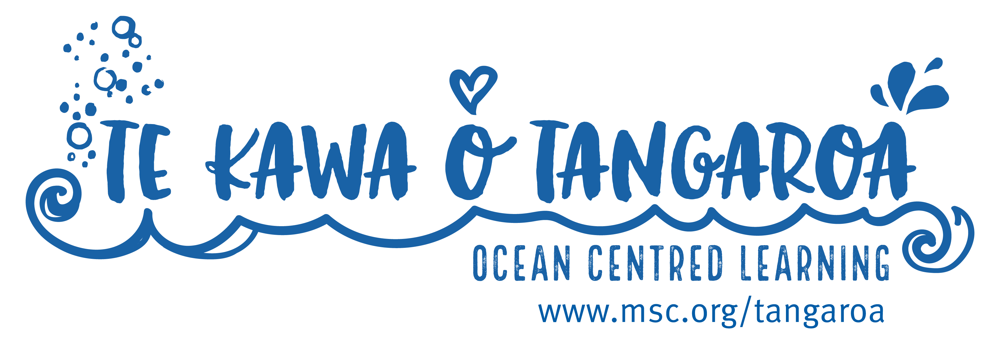 TE KAWA O TANGAROA
OCEAN CENTRED LEARNING
www.msc.org/tangaroa